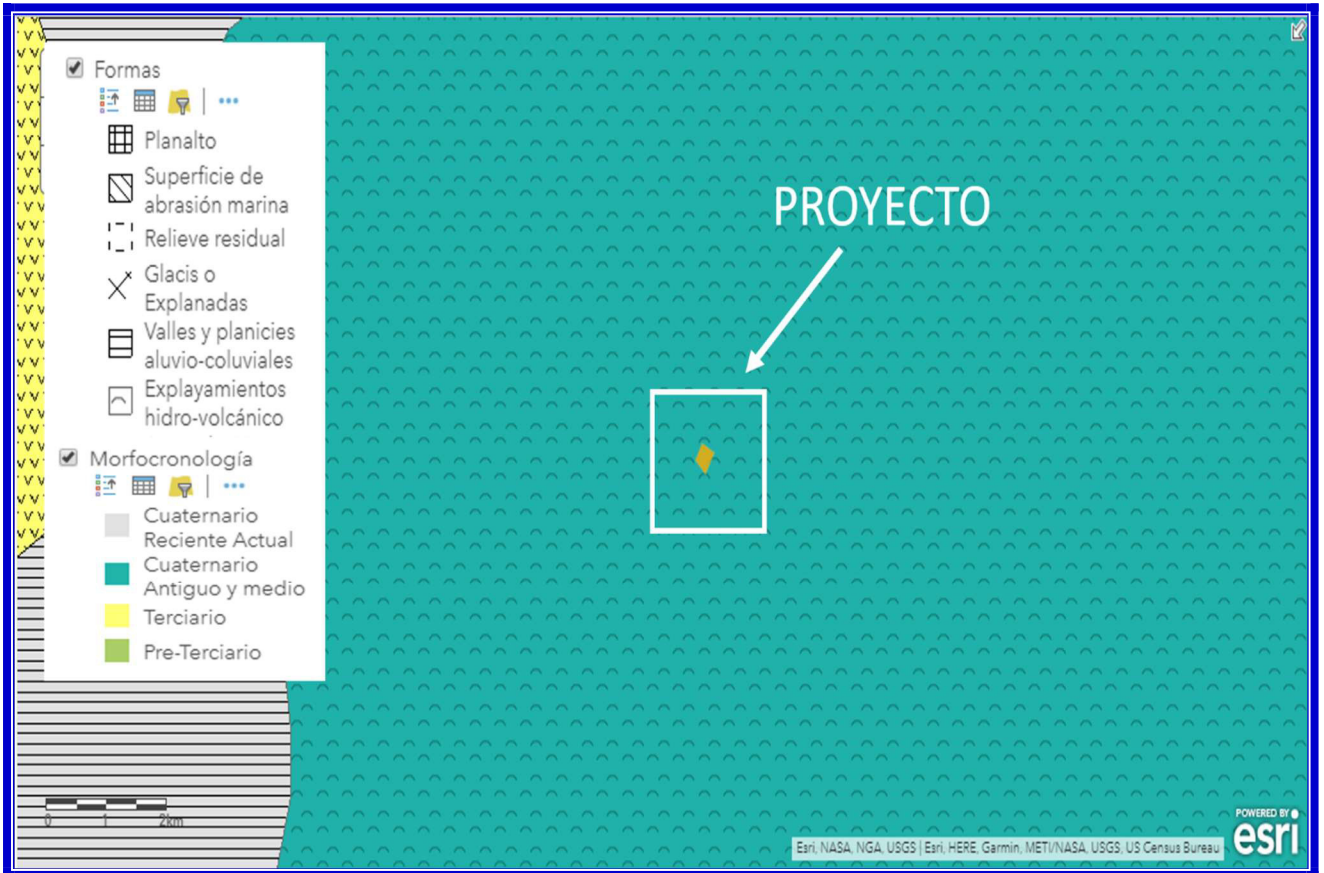 Formas
Planalto
Superficie de
abrasión marina
Relieve residual
Glacis o
Explanadas
Valles y planicies
aluvio-coluviales
Explayamientos
hidro-volcánico
Morfocronología
Cuaternario
Reciente Actual
Cuaternario
Antiguo y medio
Terciario
Pre-Terciario
PROYECTO
0 1 2km
Esri, NASA, NGA, USGS | Esri, HERE, Garmin, METI/NASA, USGS, US Census Bureau
POWERED BY
esri